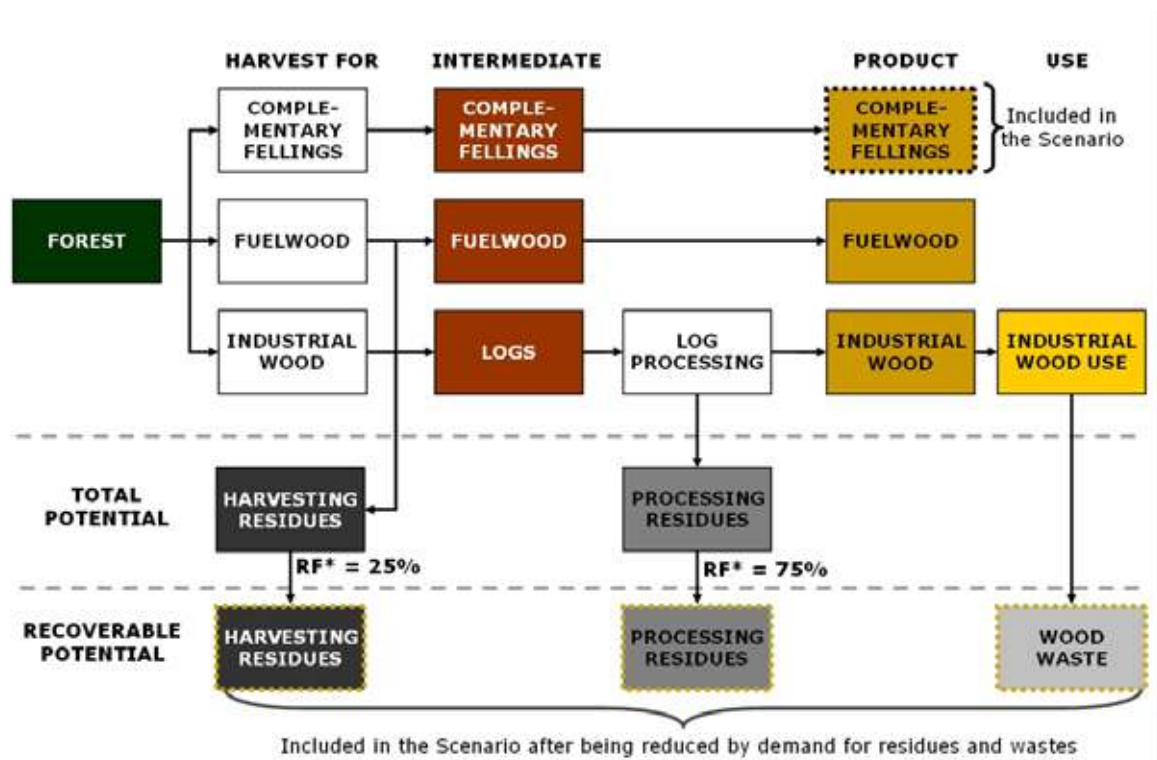 HARVEST FOR
INTERMEDIATE
PRODUCT
USE
COMPLE-
MENTARY
FELLINGS
COMPLE-
MENTARY
FELLINGS
COMPLE-
MENTARY
FELLINGS
Included in
the Scenario
FOREST
FUELWOOD
FUELWOOD
FUELWOOD
INDUSTRIAL
WOOD
LOGS
LOG
PROCESSING
INDUSTRIAL
WOOD
INDUSTRIAL
WOOD USE
TOTAL
POTENTIAL
HARVESTING
RESIDUES
PROCESSING
RESIDUES
RF* = 25%
RF* = 75%
RECOVERABLE
POTENTIAL
HARVESTING
RESIDUES
PROCESSING
RESIDUES
WOOD
WASTE
Included in the Scenario after being reduced by demand for residues and wastes